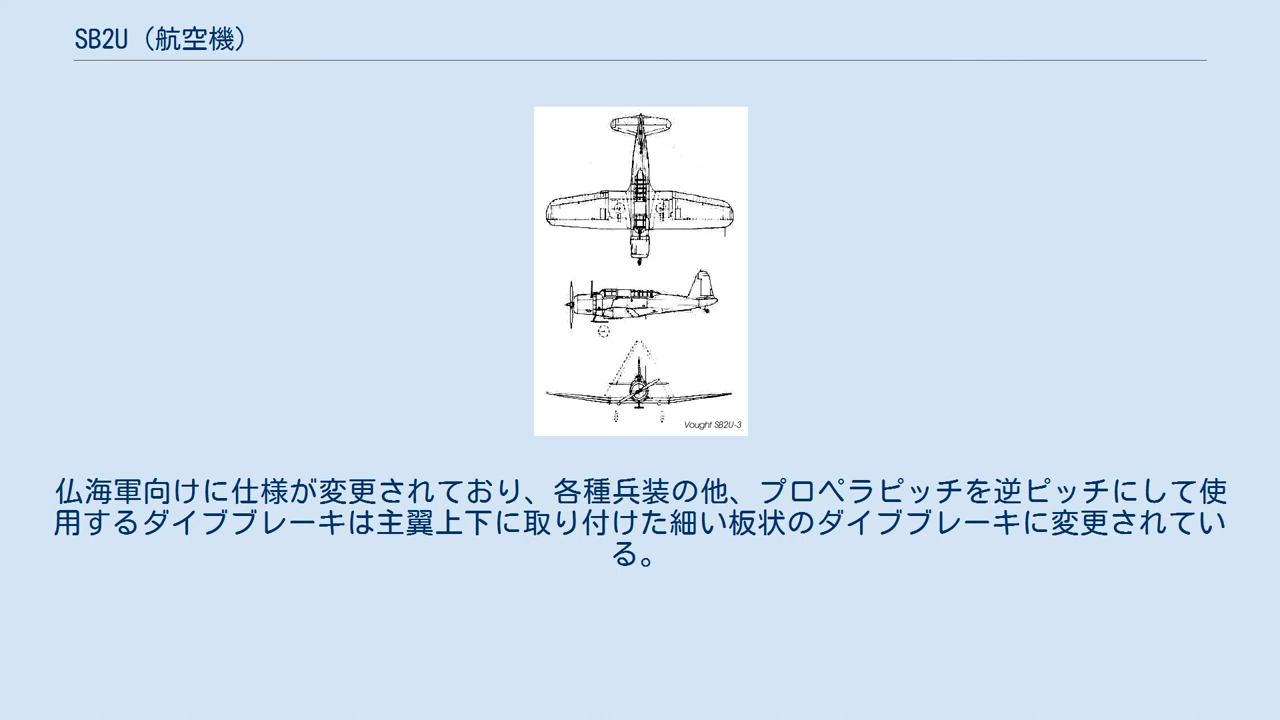 SB2U（航空機）
Vought SB2U-3
仏海軍向けに仕様が変更されており、各種兵装の他、プロペラピッチを逆ピッチにして使
用するダイブブレーキは主翼上下に取り付けた細い板状のダイブブレーキに変更されてい
る。